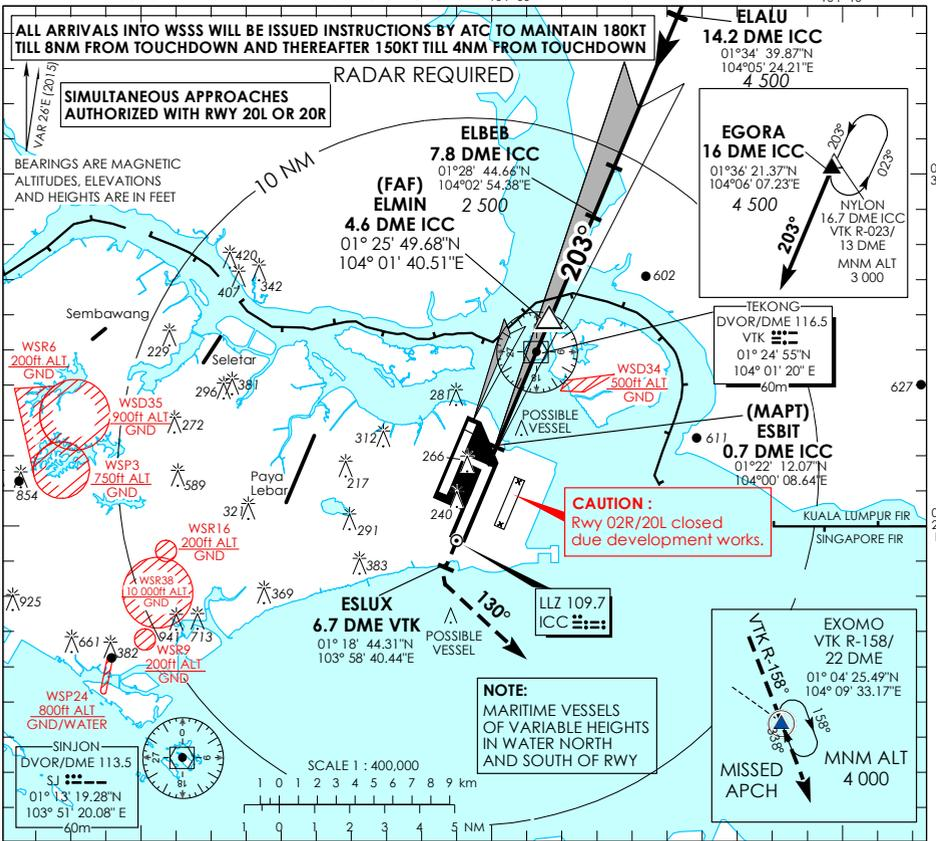 ALL ARRIVALS INTO WSSS WILL BE ISSUED INSTRUCTIONS BY ATC TO MAINTAIN 180KT
TILL 8NM FROM TOUCHDOWN AND THEREAFTER 150KT TILL 4NM FROM TOUCHDOWN
RADAR REQUIRED
VAR 26'E (2015)
SIMULTANEOUS APPROACHES
AUTHORIZED WITH RWY 20L OR 20R
BEARINGS ARE MAGNETIC
ALTITUDES, ELEVATIONS
AND HEIGHTS ARE IN FEET
10 NM
ELALU
14.2 DME ICC
01°34' 39.87"N
104°05' 24.21"E
4 500
ELBEB
7.8 DME ICC
01°28' 44.66"N
104°02' 54.38"E
2 500
(FAF)
ELMIN
4.6 DME ICC
01° 25' 49.68"N
104° 01' 40.51"E
203°
EGORA
16 DME ICC
01°36' 21.37"N
104°06' 07.23"E
4 500
203°
023°
203°
NYLON
16.7 DME ICC
VTK R-023/
13 DME
MNM ALT
3 000
602
TEKONG
DVOR/DME 116.5
VTK
01° 24' 55"N
104° 01' 20" E
60m
627
WSD34
500ft ALT
GND
(MAPT)
ESBIT
0.7 DME ICC
01°22' 12.07"N
104°00' 08.64"E
611
POSSIBLE
VESSEL
420
407
342
Sembawang
229
Seletar
296
381
281
312
272
266
217
589
Paya
Lebar
321
291
240
383
369
WSR6
200ft ALT
GND
WSD35
900ft ALT
GND
WSP3
750ft ALT
GND
854
WSR16
200ft ALT
GND
WSR38
10 000ft ALT
GND
925
661
382
941
713
WSR9
200ft ALT
GND
WSP24
800ft ALT
GND/WATER
CAUTION :
Rwy 02R/20L closed
due development works.
KUALA LUMPUR FIR
SINGAPORE FIR
ESLUX
6.7 DME VTK
01° 18' 44.31"N
103° 58' 40.44"E
130°
POSSIBLE
VESSEL
LLZ 109.7
ICC
NOTE:
MARITIME VESSELS
OF VARIABLE HEIGHTS
IN WATER NORTH
AND SOUTH OF RWY
VTK R-158°
EXOMO
VTK R-158/
22 DME
01° 04' 25.49"N
104° 09' 33.17"E
158°
338°
MISSED
APCH
MNM ALT
4 000
SINJON
DVOR/DME 113.5
SJ
01° 13' 19.28"N
103° 51' 20.08" E
60m
SCALE 1 : 400,000
1 0 1 2 3 4 5 6 7 8 9 km
1 0 1 2 3 4 5 NM